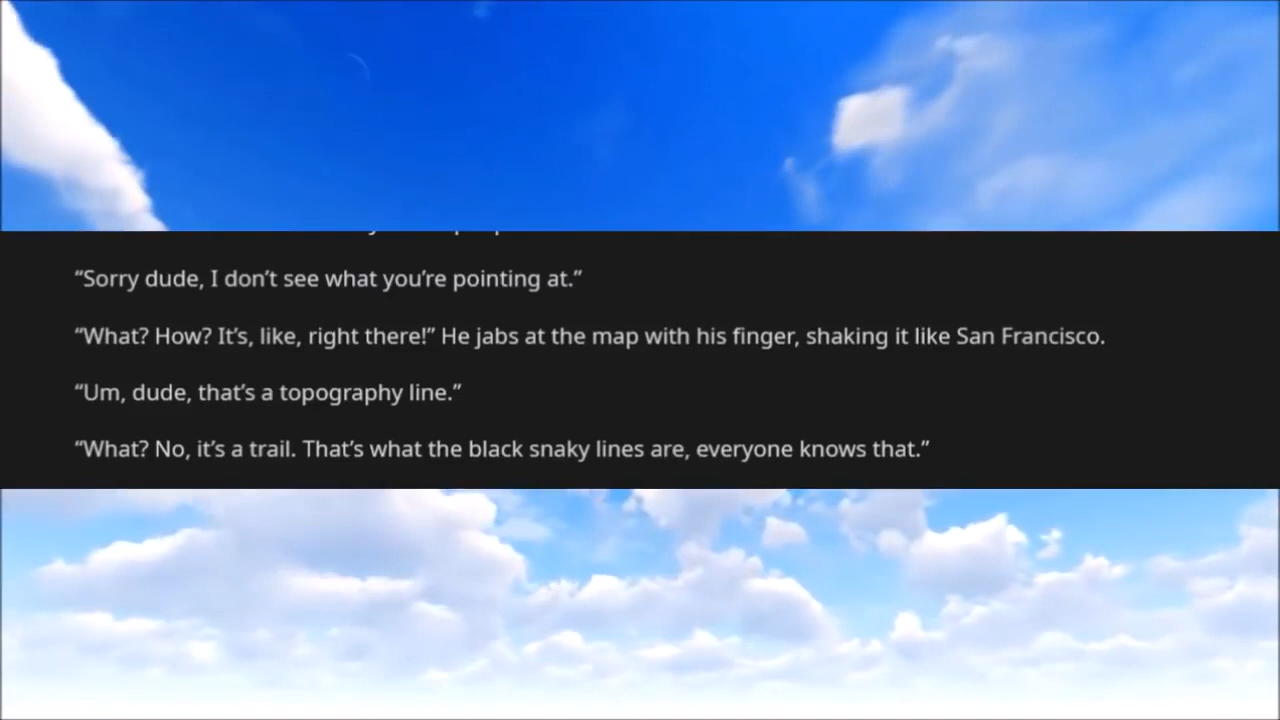 “Sorry dude, I don’t see what you’re pointing at.”
“What? How? It’s, like, right there!” He jabs at the map with his finger, shaking it like San Francisco.
“Um, dude, that’s a topography line.”
“What? No, it’s a trail. That’s what the black snaky lines are, everyone knows that.”